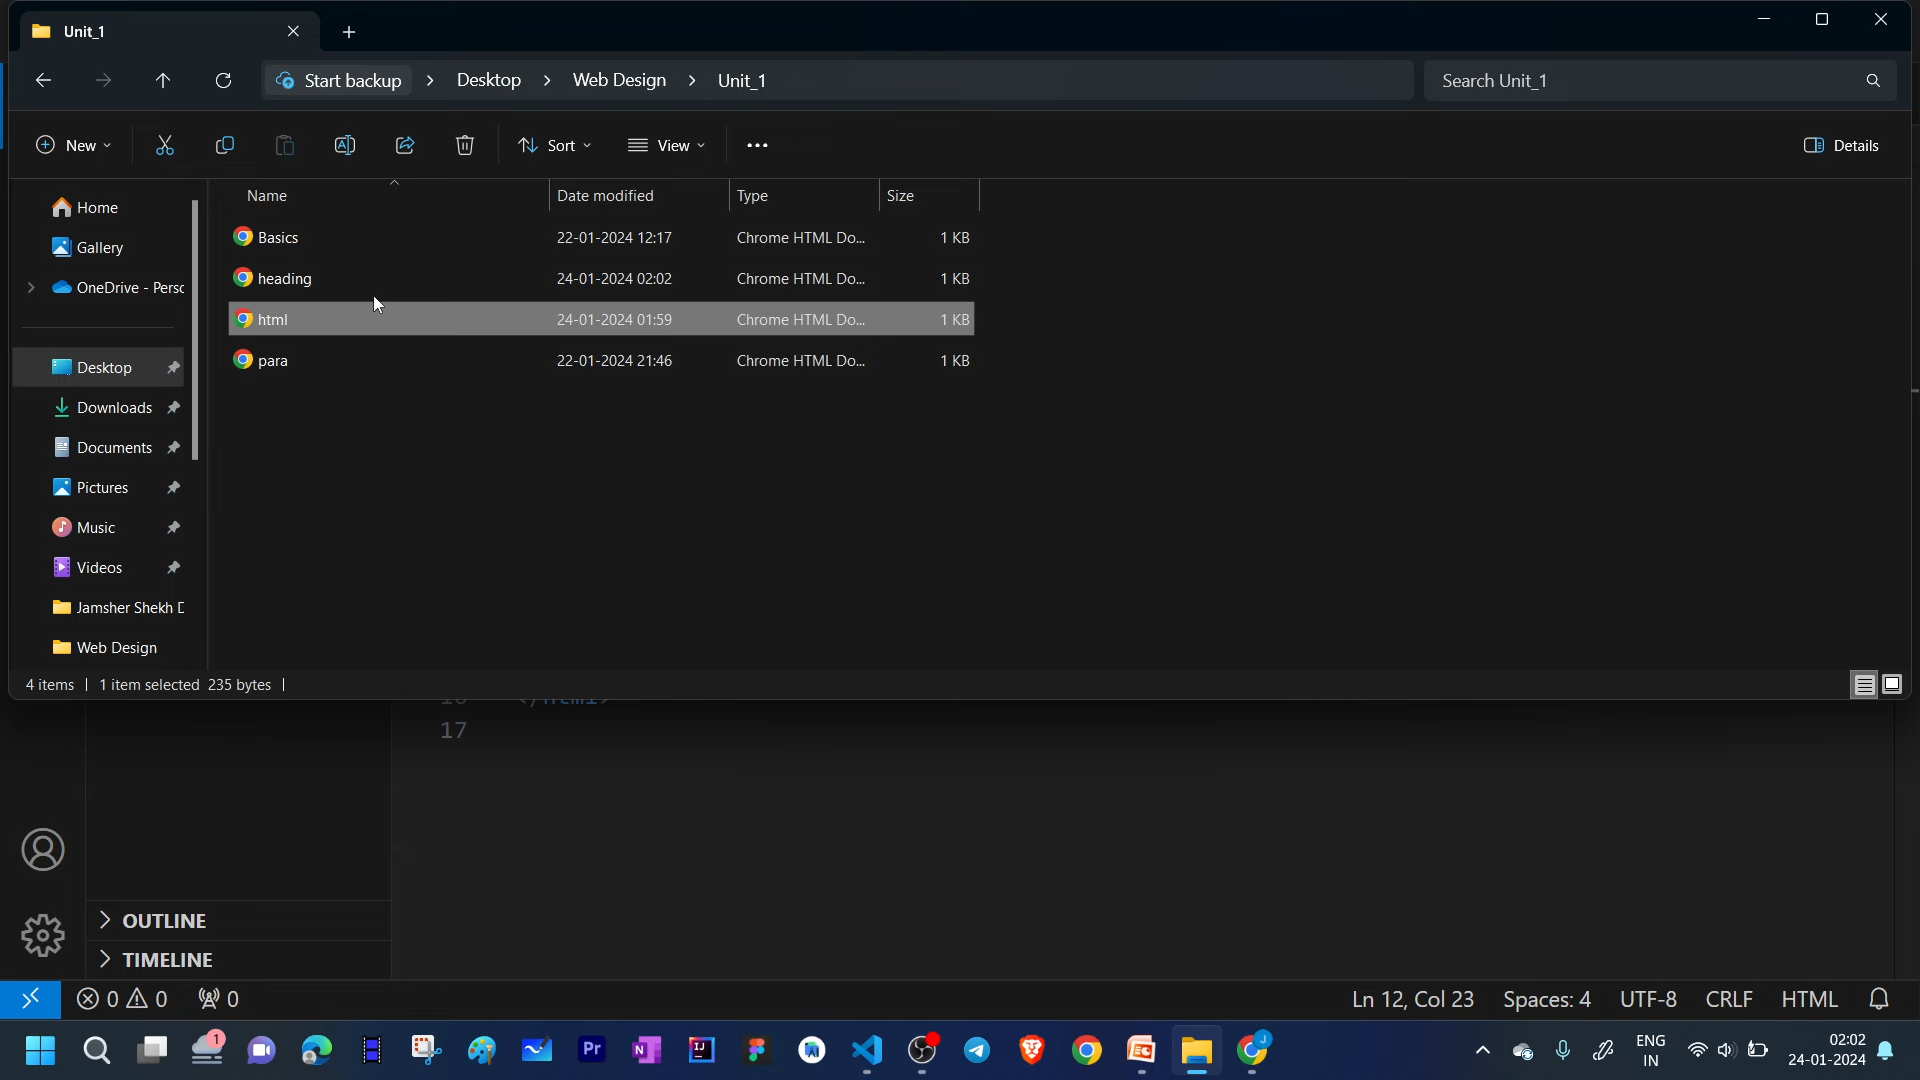 Unit_1
Start backup > Desktop > Web Design > Unit_1
Search Unit_1
New
Sort
View
Details
Home
Gallery
OneDrive - Persc
Desktop
Downloads
Documents
Pictures
Music
Videos
Jamsher Shekh
Web Design
Name Date modified Type Size
Basics 22-01-2024 12:17 Chrome HTML Do... 1 KB
heading 24-01-2024 02:02 Chrome HTML Do... 1 KB
html 24-01-2024 01:59 Chrome HTML Do... 1 KB
para 22-01-2024 21:46 Chrome HTML Do... 1 KB
4 items 1 item selected 235 bytes
17
OUTLINE
TIMELINE
0 0 0
Ln 12, Col 23 Spaces: 4 UTF-8 CRLF HTML
1
Pr
N
IJ
J
ENG
IN
02:02
24-01-2024